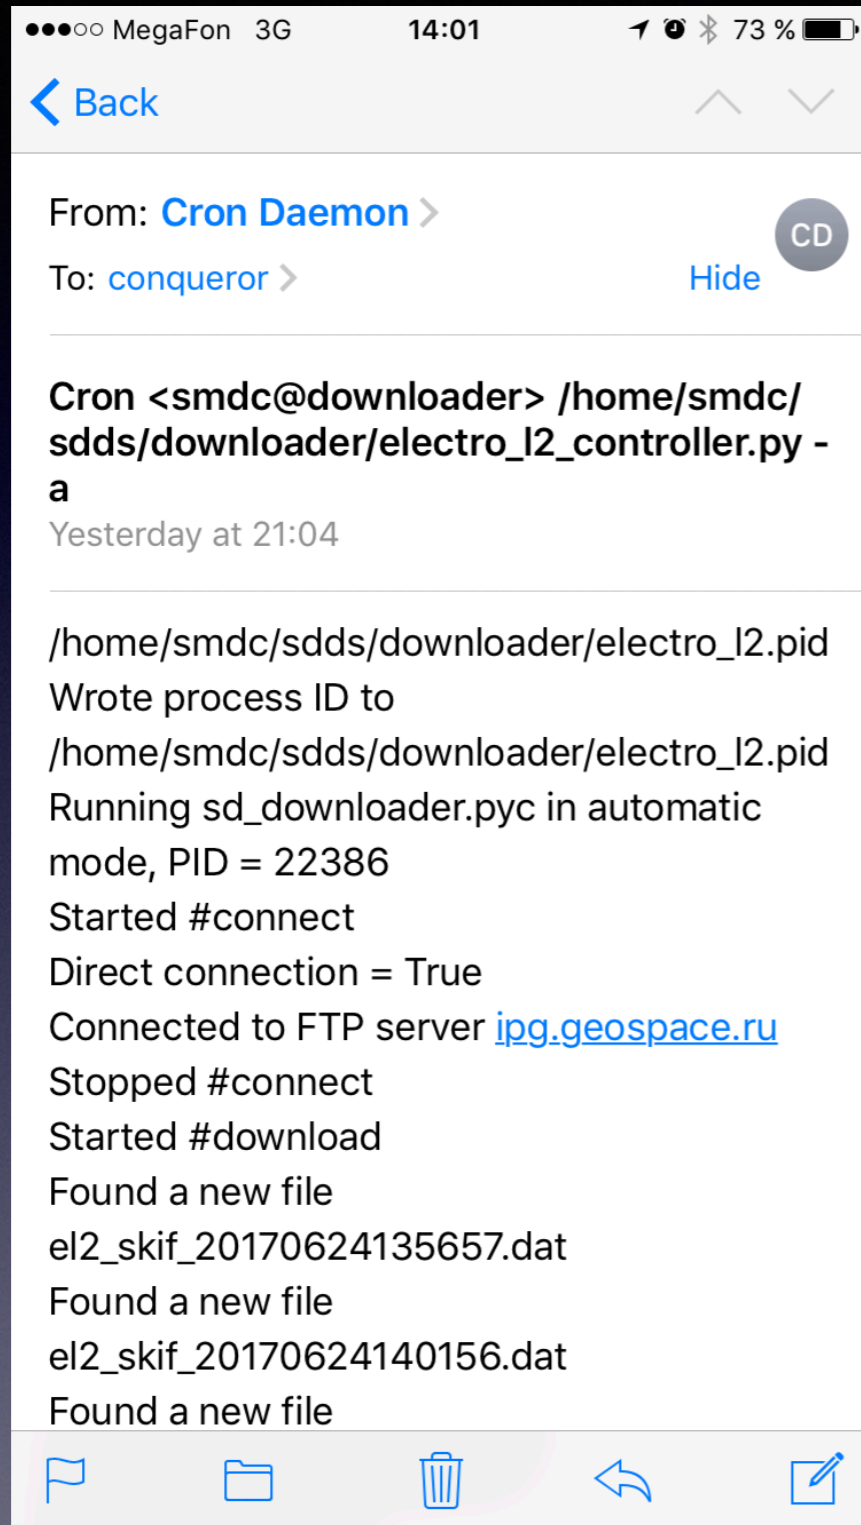 MegaFon 3G 14:01 73 %
Back
From: Cron Daemon
CD
To: conqueror
Hide
Cron <smdc@downloader> /home/smdc/
sdds/downloader/electro_l2_controller.py -
a
Yesterday at 21:04
/home/smdc/sdds/downloader/electro_l2.pid
Wrote process ID to
/home/smdc/sdds/downloader/electro_l2.pid
Running sd_downloader.pyc in automatic
mode, PID = 22386
Started #connect
Direct connection = True
Connected to FTP server ipg.geospace.ru
Stopped #connect
Started #download
Found a new file
el2_skif_20170624135657.dat
Found a new file
el2_skif_20170624140156.dat
Found a new file